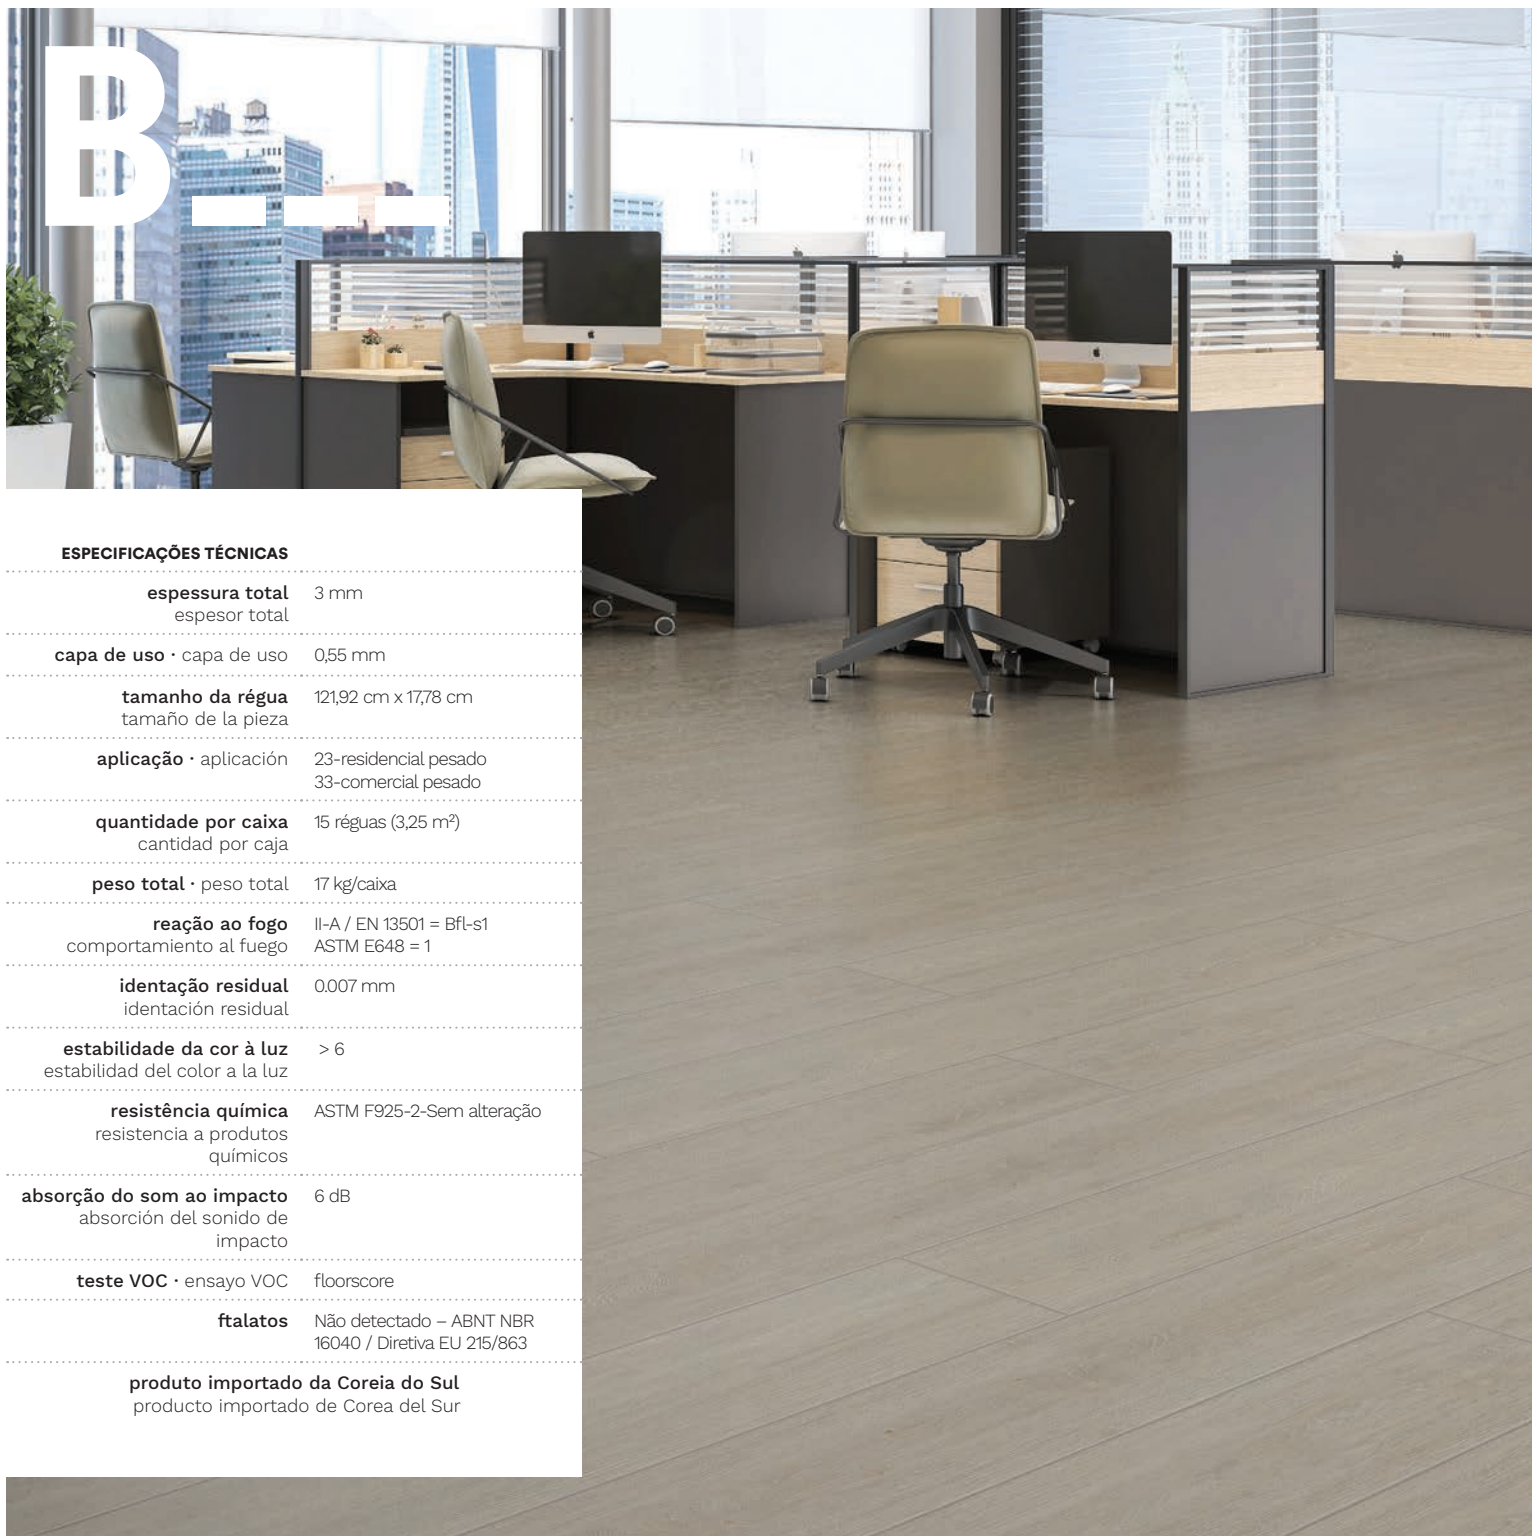 B___
ESPECIFICAÇÕES TÉCNICAS
espessura total 3 mm
espesor total
capa de uso · capa de uso 0,55 mm
tamanho da régua 121,92 cm x 17,78 cm
tamaño de la pieza
aplicação · aplicación 23-residencial pesado
33-comercial pesado
quantidade por caixa 15 réguas (3,25 m²)
cantidad por caja
peso total · peso total 17 kg/caixa
reação ao fogo II-A / EN 13501 = Bfl-s1
comportamiento al fuego ASTM E648 = 1
identação residual 0.007 mm
identación residual
estabilidade da cor à luz > 6
estabilidad del color a la luz
resistência química ASTM F925-2-Sem alteração
resistencia a produtos
químicos
absorção do som ao impacto 6 dB
absorción del sonido de
impacto
teste VOC · ensayo VOC floorscore
ftalatos Não detectado – ABNT NBR
16040 / Diretiva EU 215/863
produto importado da Coreia do Sul
producto importado de Corea del Sur